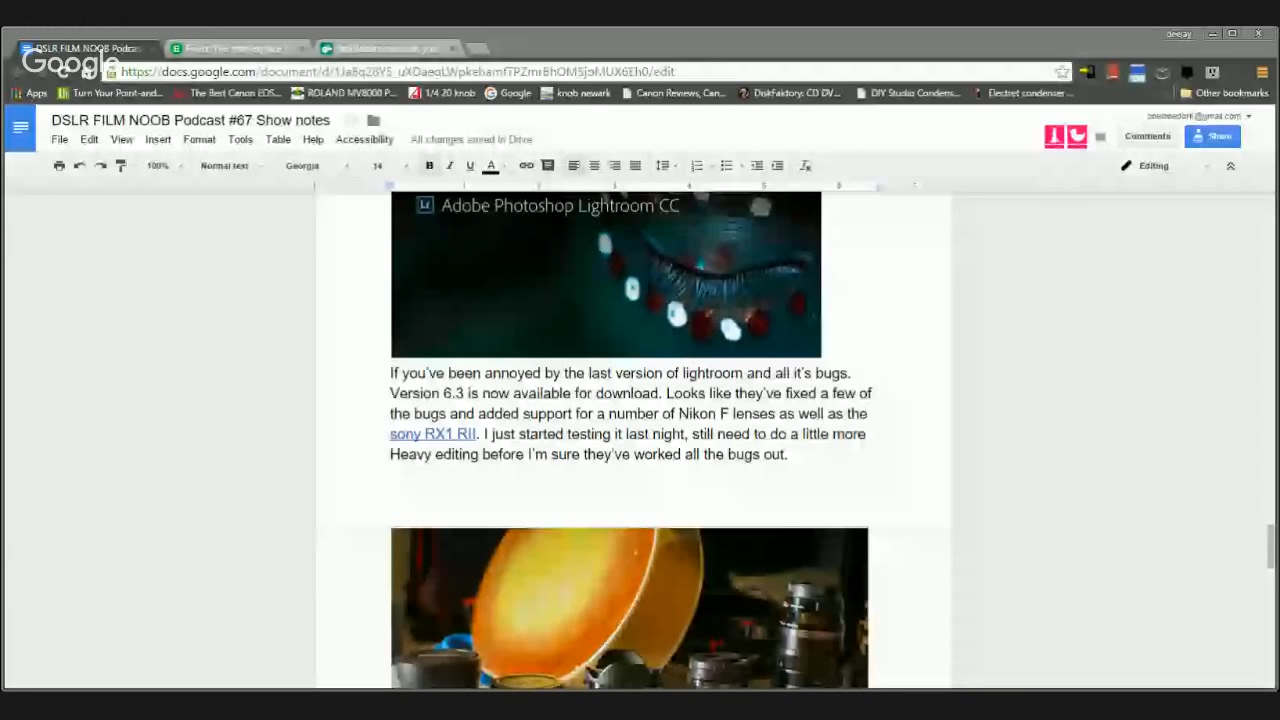 DSLR FILM NOOB Podcas
Google
deejay
docs.google.com
Apps
Turn Your Point-and...
The Best Canon EOS...
ROLAND MV8000 P...
1/4 20 knob
Google
knob newark
Canon Reviews, Can...
DiskFaktory: CD DV...
DIY Studio Condens...
Electret condenser...
Other bookmarks
DSLR FILM NOOB Podcast #67 Show notes
File Edit View Insert Format Tools Table Help Accessibility All changes saved in Drive
Comments
Share
100% Normal text Georgia 14 B I U A
Editing
Lr Adobe Photoshop Lightroom CC
If you've been annoyed by the last version of lightroom and all it's bugs.
Version 6.3 is now available for download. Looks like they've fixed a few of
the bugs and added support for a number of Nikon F lenses as well as the
sony RX1 RII. I just started testing it last night, still need to do a little more
Heavy editing before I'm sure they've worked all the bugs out.